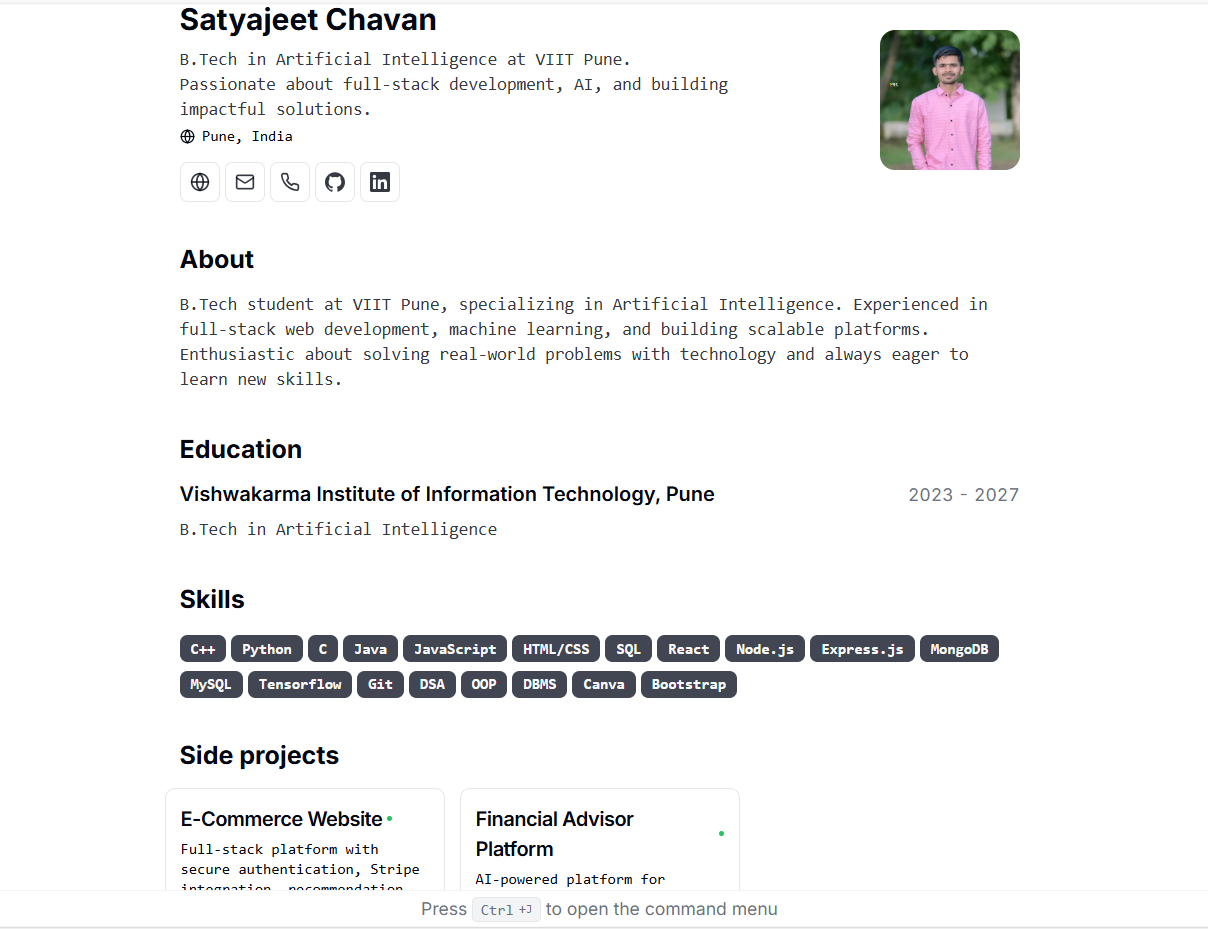 Satyajeet Chavan
B.Tech in Artificial Intelligence at VIIT Pune.
Passionate about full-stack development, AI, and building
impactful solutions.
Pune, India
About
B.Tech student at VIIT Pune, specializing in Artificial Intelligence. Experienced in
full-stack web development, machine learning, and building scalable platforms.
Enthusiastic about solving real-world problems with technology and always eager to
learn new skills.
Education
Vishwakarma Institute of Information Technology, Pune 2023 - 2027
B.Tech in Artificial Intelligence
Skills
C++ Python C Java JavaScript HTML/CSS SQL React Node.js Express.js MongoDB
MySQL Tensorflow Git DSA OOP DBMS Canva Bootstrap
Side projects
E-Commerce Website
Full-stack platform with
secure authentication, Stripe
integration, recommendation
Financial Advisor
Platform
AI-powered platform for
Press Ctrl +J to open the command menu